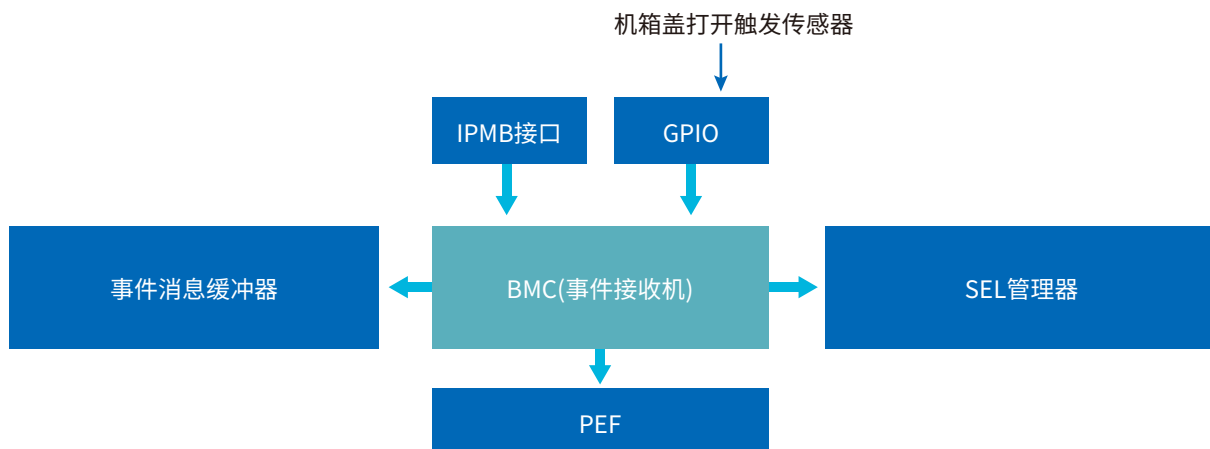 机箱盖打开触发传感器
IPMB接口
GPIO
事件消息缓冲器
BMC(事件接收机)
SEL管理器
PEF